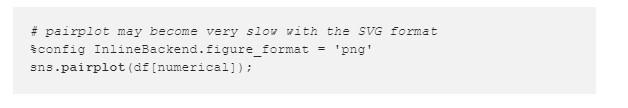 # pairplot may become very slow with the SVG format
%config InlineBackend.figure_format = 'png'
sns.pairplot(df[numerical]);